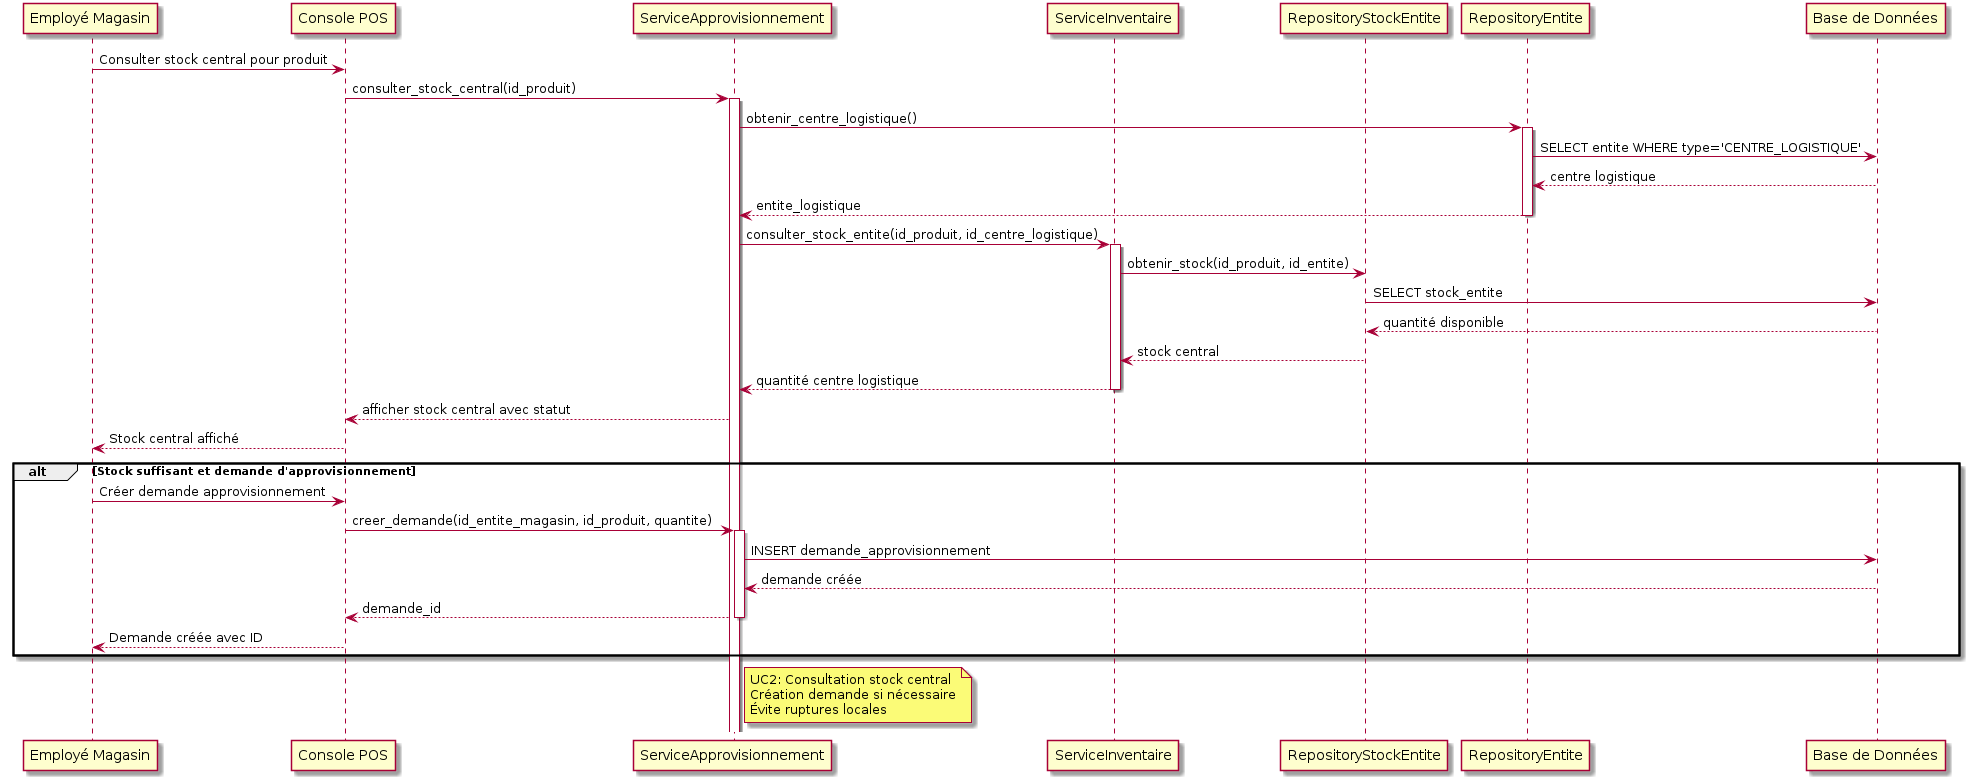 Employé Magasin
Console POS
ServiceApprovisionnement
ServiceInventaire
RepositoryStockEntite
RepositoryEntite
Base de Données
Consulter stock central pour produit
consulter_stock_central(id_produit)
obtenir_centre_logistique()
SELECT entite WHERE type='CENTRE_LOGISTIQUE'
centre logistique
entite_logistique
consulter_stock_entite(id_produit, id_centre_logistique)
obtenir_stock(id_produit, id_entite)
SELECT stock_entite
quantité disponible
stock central
quantité centre logistique
afficher stock central avec statut
Stock central affiché
alt
[Stock suffisant et demande d'approvisionnement]
Créer demande approvisionnement
creer_demande(id_entite_magasin, id_produit, quantite)
INSERT demande_approvisionnement
demande créée
demande_id
Demande créée avec ID
UC2: Consultation stock central
Création demande si nécessaire
Évite ruptures locales
Employé Magasin
Console POS
ServiceApprovisionnement
ServiceInventaire
RepositoryStockEntite
RepositoryEntite
Base de Données